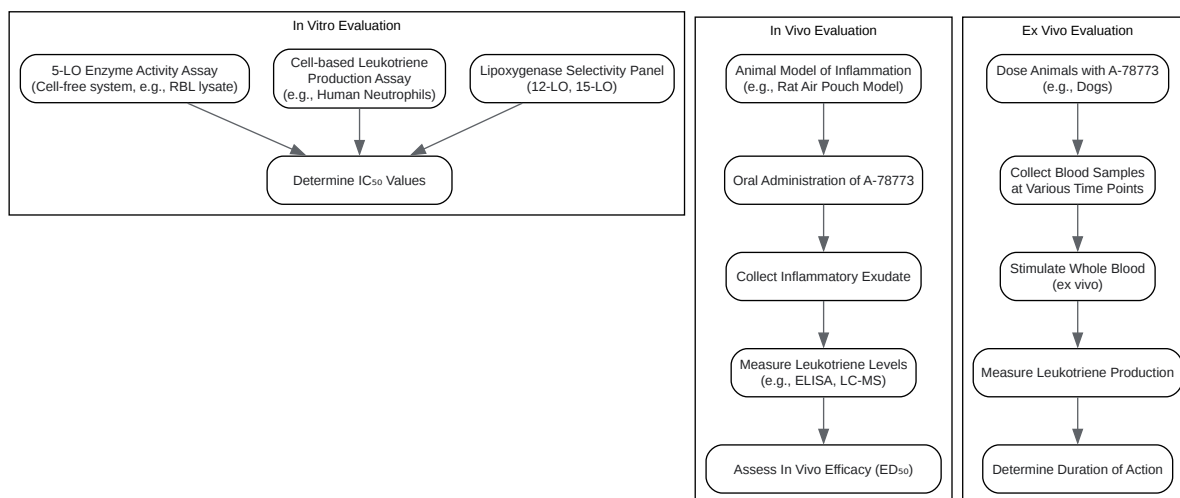 In Vitro Evaluation
5-LO Enzyme Activity Assay
(Cell-free system, e.g., RBL lysate)
Cell-based Leukotriene
Production Assay
(e.g., Human Neutrophils)
Lipoxygenase Selectivity Panel
(12-LO, 15-LO)
Determine IC₅₀ Values
In Vivo Evaluation
Animal Model of Inflammation
(e.g., Rat Air Pouch Model)
Oral Administration of A-78773
Collect Inflammatory Exudate
Measure Leukotriene Levels
(e.g., ELISA, LC-MS)
Assess In Vivo Efficacy (ED₅₀)
Ex Vivo Evaluation
Dose Animals with A-78773
(e.g., Dogs)
Collect Blood Samples
at Various Time Points
Stimulate Whole Blood
(ex vivo)
Measure Leukotriene Production
Determine Duration of Action